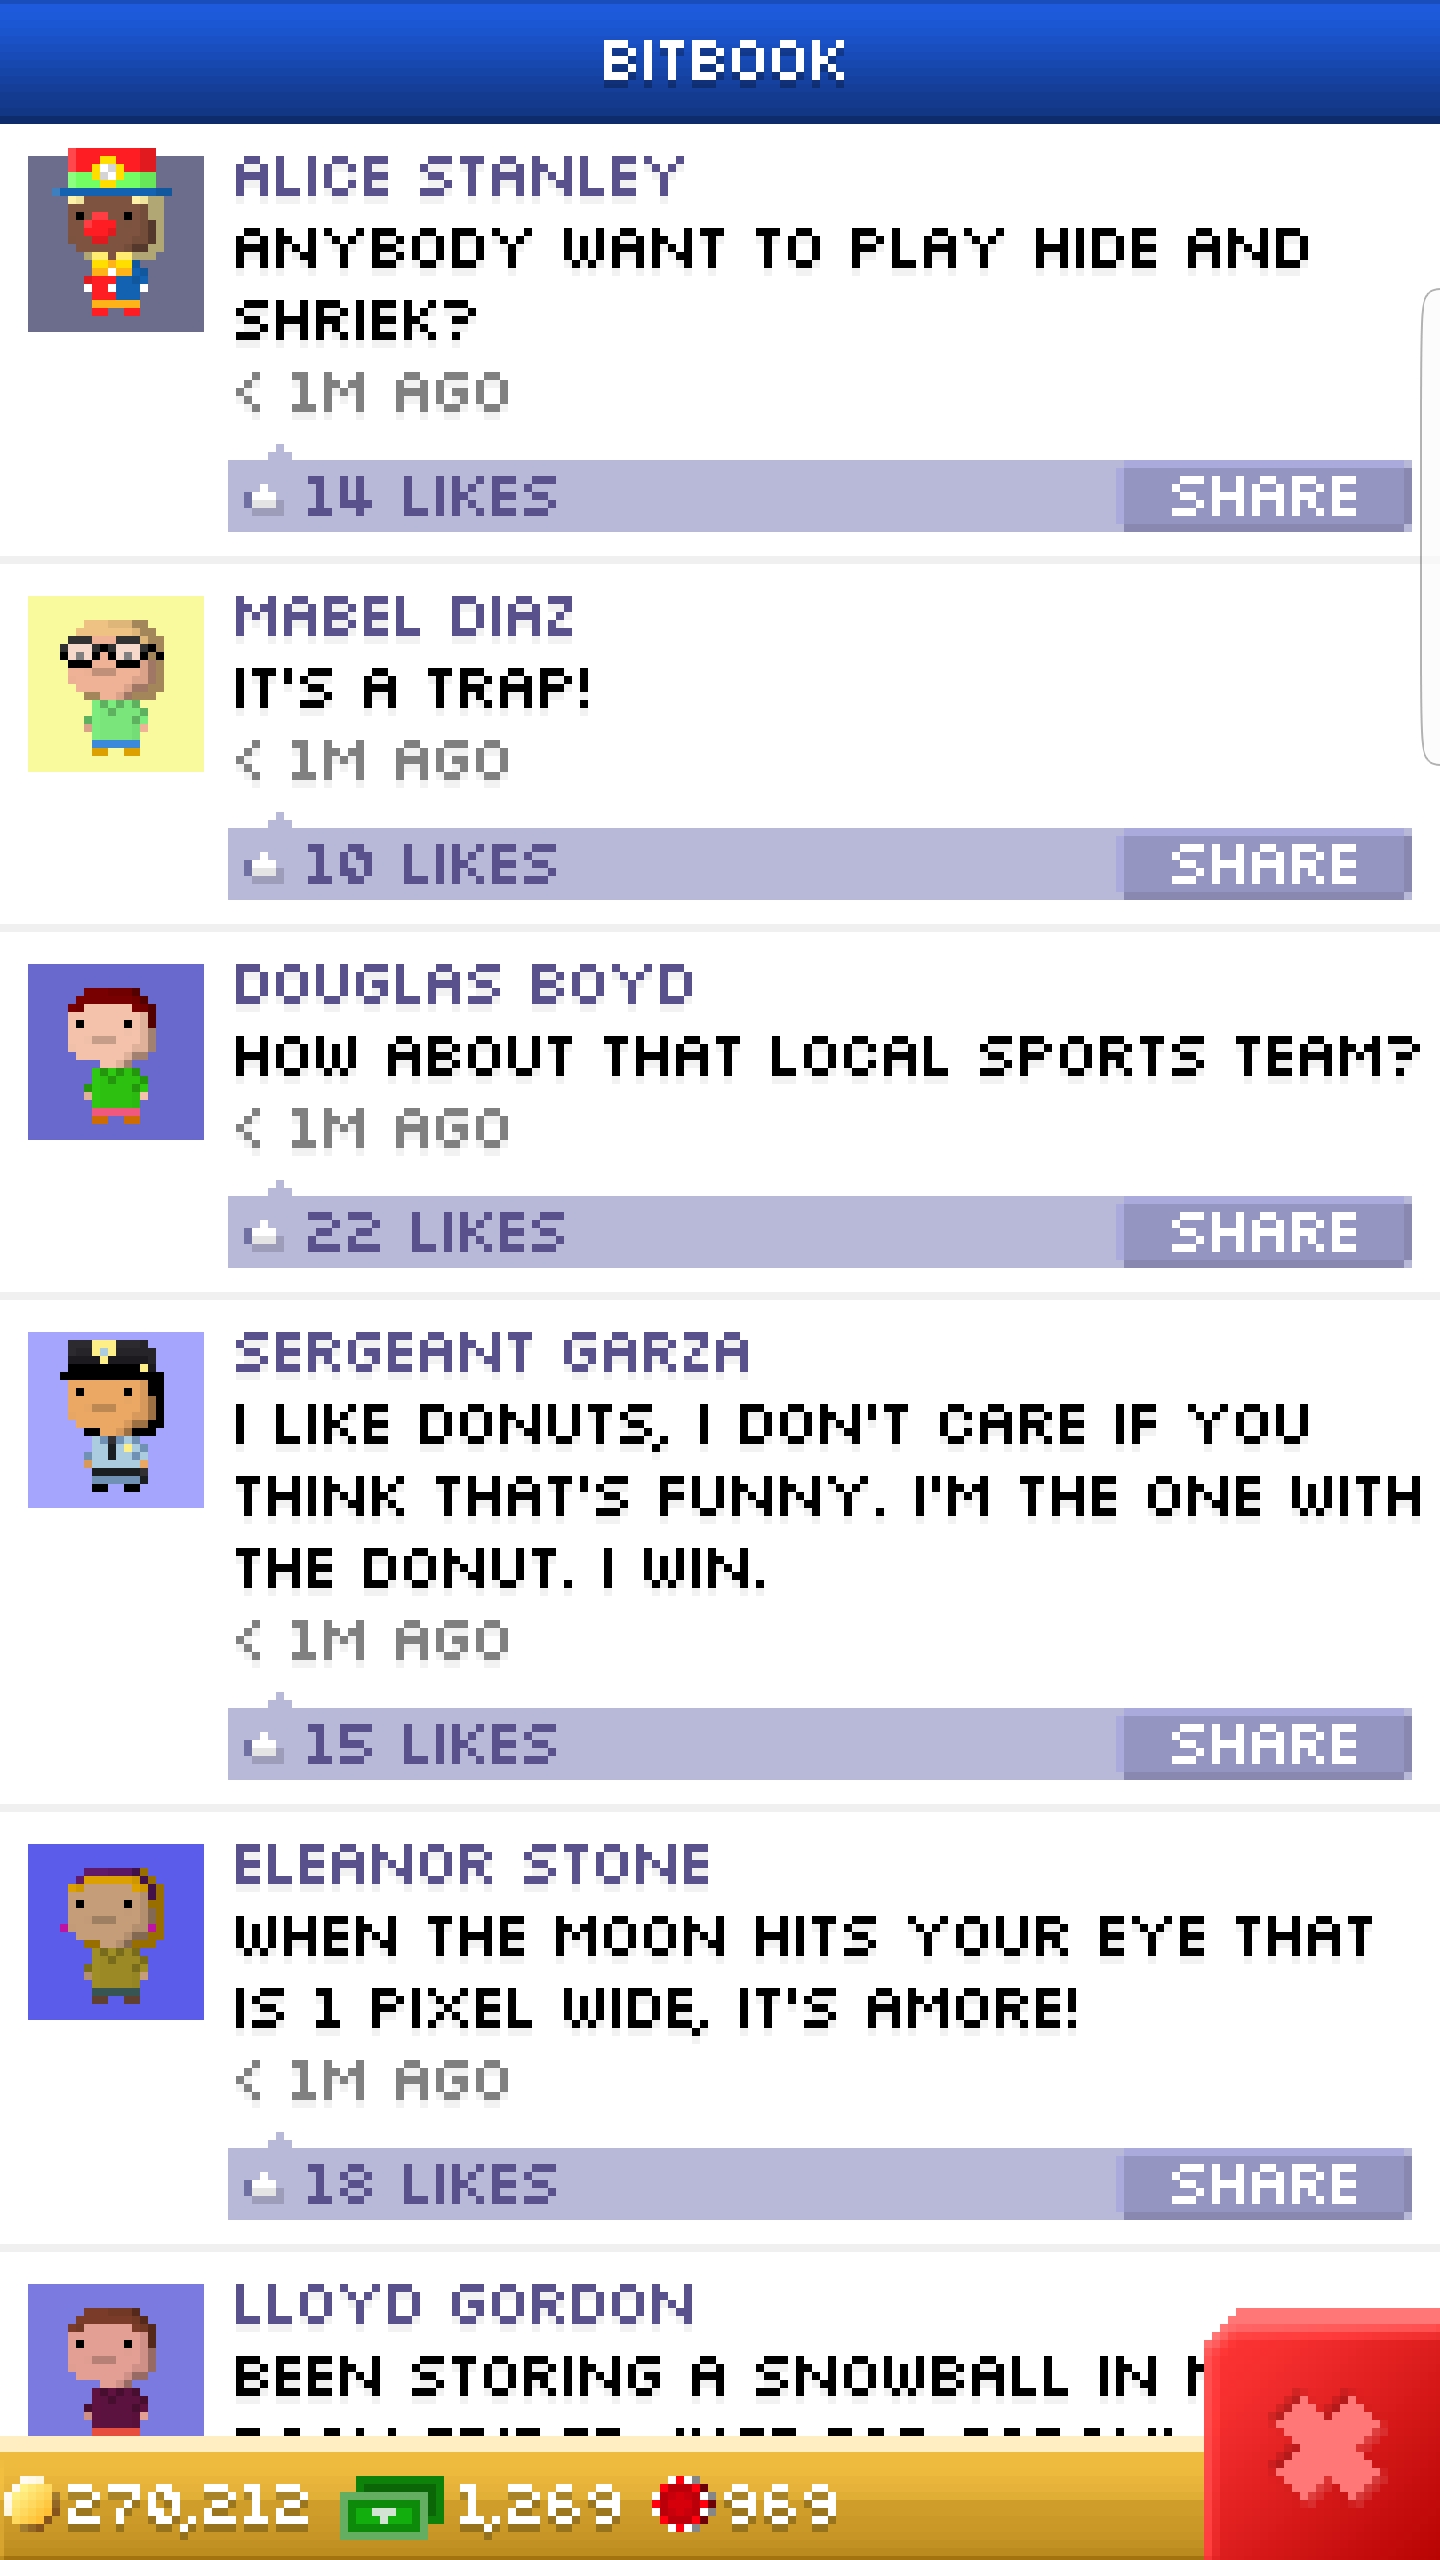 BITBOOK
ALICE STANLEY
ANYBODY WANT TO PLAY HIDE AND
SHRIEK?
< 1M AGO
14 LIKES
SHARE
MABEL DIAZ
IT'S A TRAP!
< 1M AGO
10 LIKES
SHARE
DOUGLAS BOYD
HOW ABOUT THAT LOCAL SPORTS TEAM?
< 1M AGO
22 LIKES
SHARE
SERGEANT GARZA
I LIKE DONUTS, I DON'T CARE IF YOU
THINK THAT'S FUNNY. I'M THE ONE WITH
THE DONUT. I WIN.
< 1M AGO
15 LIKES
SHARE
ELEANOR STONE
WHEN THE MOON HITS YOUR EYE THAT
IS 1 PIXEL WIDE, IT'S AMORE!
< 1M AGO
18 LIKES
SHARE
LLOYD GORDON
BEEN STORING A SNOWBALL IN
270,212 1,269 969